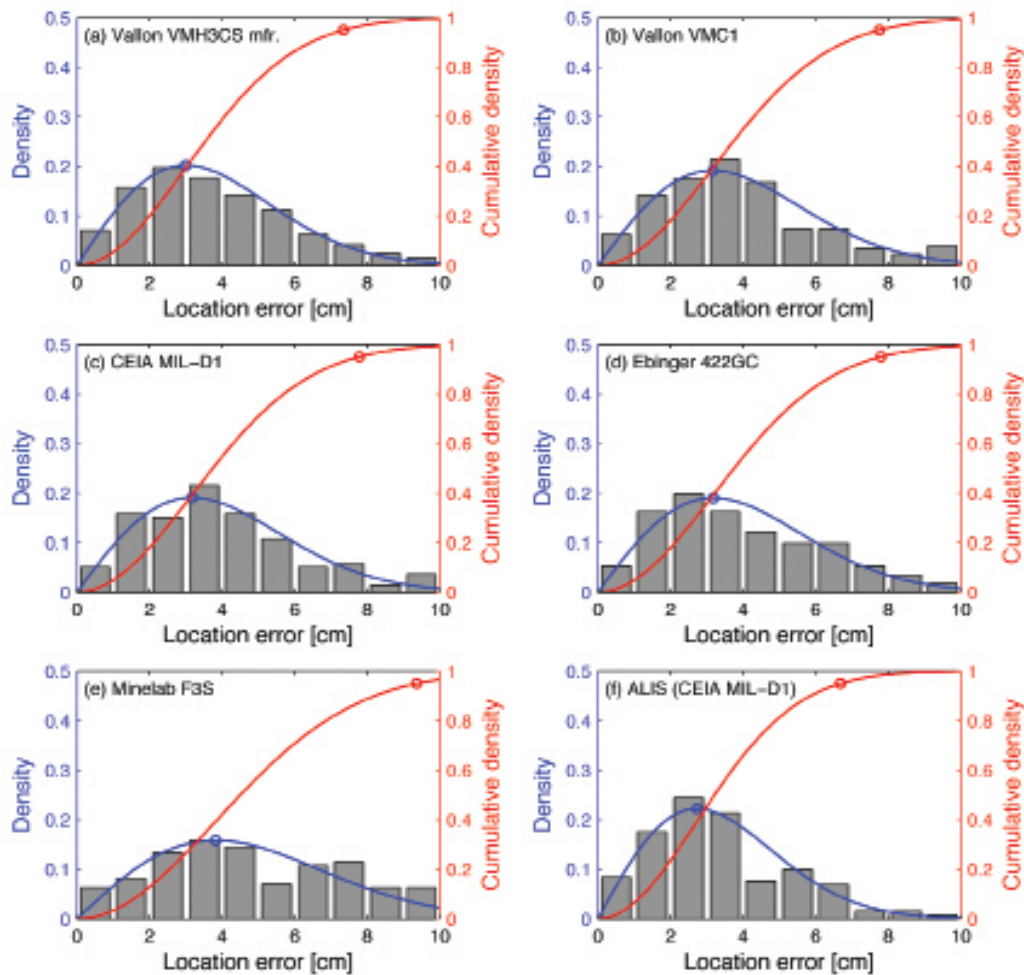 (a) Vallon VMH3CS mfr.
0.5
0.4
0.3
0.2
0.1
0
1
0.8
0.6
0.4
0.2
0
0 2 4 6 8 10
Density
Cumulative density
Location error [cm]
(b) Vallon VMC1
0.5
0.4
0.3
0.2
0.1
0
1
0.8
0.6
0.4
0.2
0
0 2 4 6 8 10
Density
Cumulative density
Location error [cm]
(c) CEIA MIL-D1
0.5
0.4
0.3
0.2
0.1
0
1
0.8
0.6
0.4
0.2
0
0 2 4 6 8 10
Density
Cumulative density
Location error [cm]
(d) Ebinger 422GC
0.5
0.4
0.3
0.2
0.1
0
1
0.8
0.6
0.4
0.2
0
0 2 4 6 8 10
Density
Cumulative density
Location error [cm]
(e) Minelab F3S
0.5
0.4
0.3
0.2
0.1
0
1
0.8
0.6
0.4
0.2
0
0 2 4 6 8 10
Density
Cumulative density
Location error [cm]
(f) ALIS (CEIA MIL-D1)
0.5
0.4
0.3
0.2
0.1
0
1
0.8
0.6
0.4
0.2
0
0 2 4 6 8 10
Density
Cumulative density
Location error [cm]